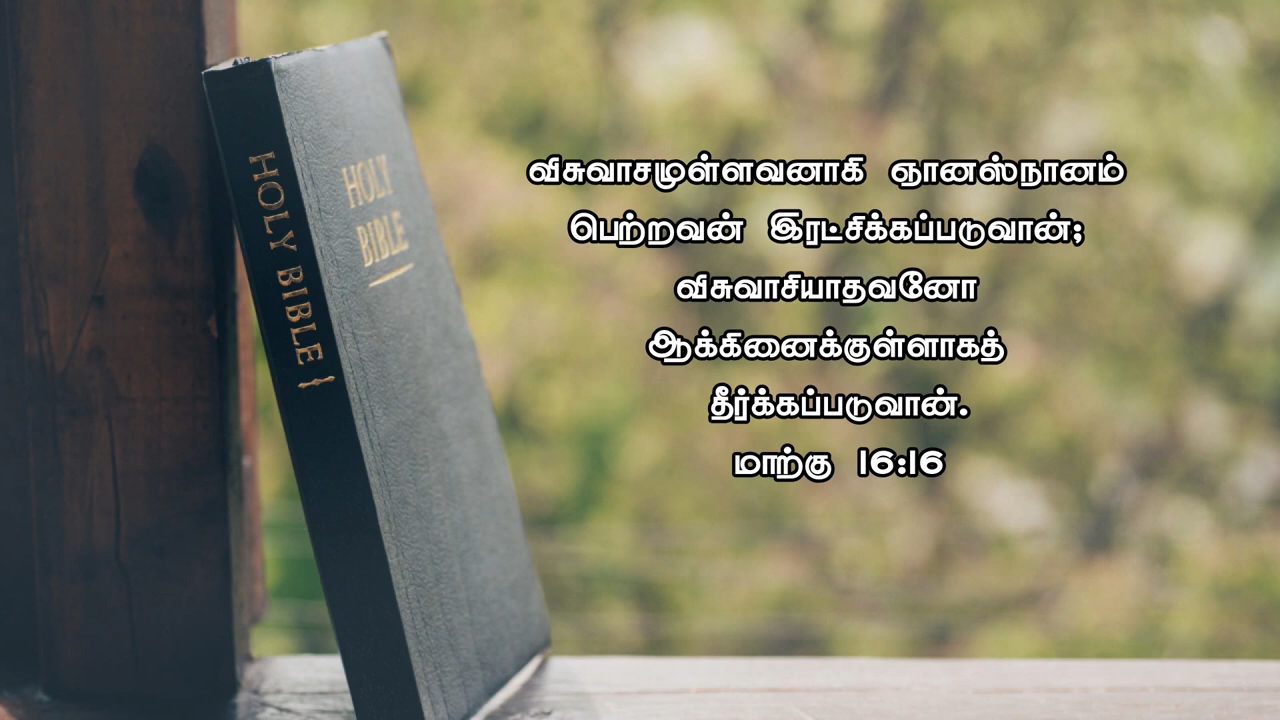 HOLY BIBLE
HOLY
BIBLE
விசுவாசமுள்ளவனாகி ஞானஸ்நானம்
பெற்றவன் இரட்சிக்கப்படுவான்;
விசுவாசியாதவனோ
ஆக்கினைக்குள்ளாகத்
தீர்க்கப்படுவான்.
மாற்கு 16:16